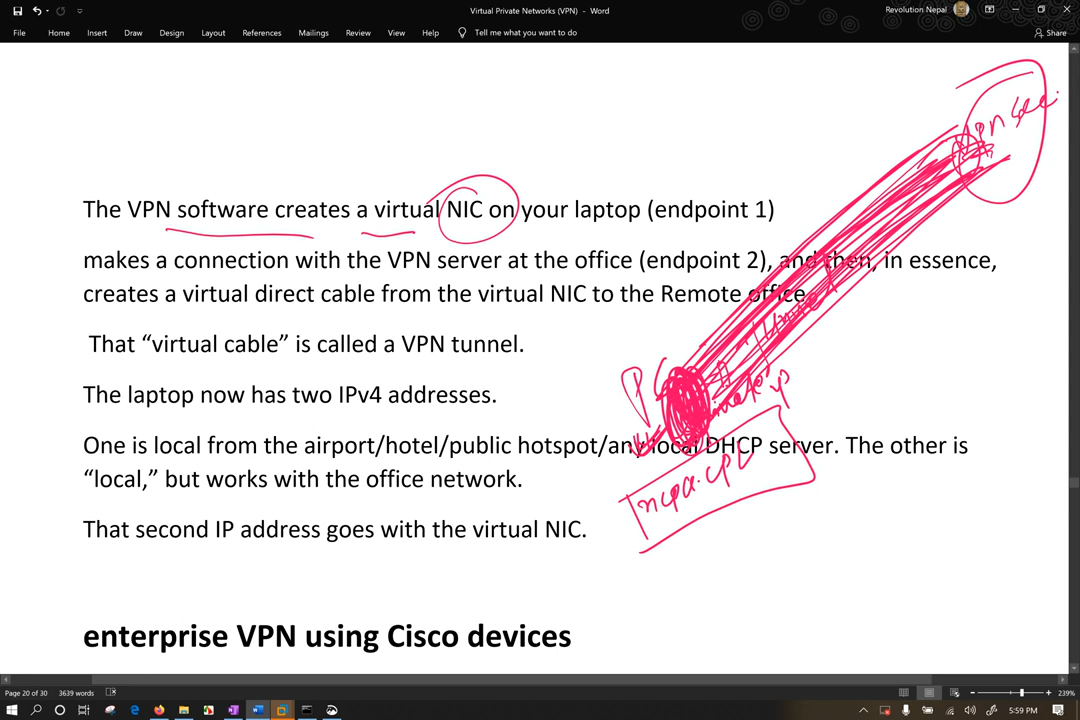 Virtual Private Networks (VPN) - Word
Revolution Nepal
File Home Insert Draw Design Layout References Mailings Review View Help Tell me what you want to do
Share
vpn
The VPN software creates a virtual NIC on your laptop (endpoint 1)
makes a connection with the VPN server at the office (endpoint 2), and then, in essence,
creates a virtual direct cable from the virtual NIC to the Remote office.
Tunnel
That “virtual cable” is called a VPN tunnel.
PC
The laptop now has two IPv4 addresses.
One is local from the airport/hotel/public hotspot/any local DHCP server. The other is
“local,” but works with the office network.
ncpa.cpl
That second IP address goes with the virtual NIC.
enterprise VPN using Cisco devices
Page 20 of 30 3639 words
239%
5:59 PM